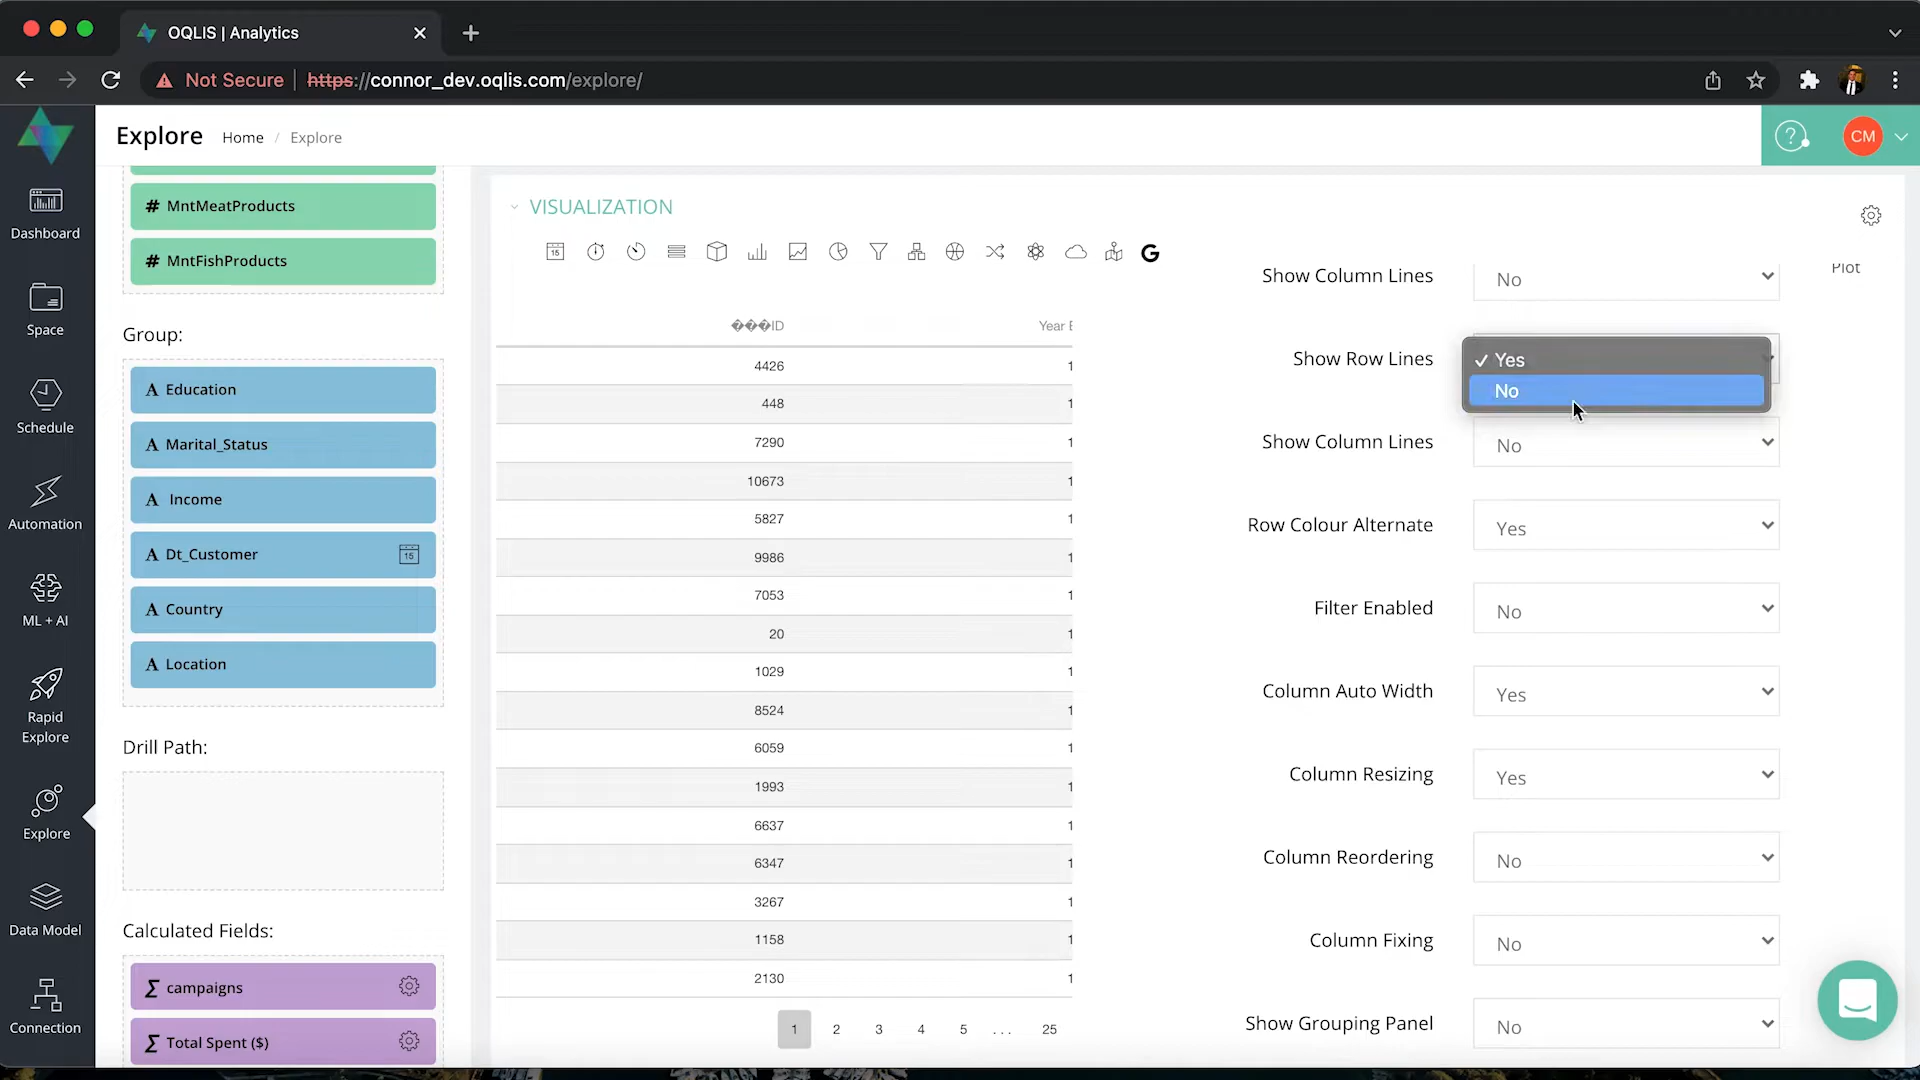 OQLIS | Analytics
Not Secure
https://connor_dev.oqlis.com/explore/
Explore
Home / Explore
CM
Dashboard
Space
Schedule
Automation
ML + AI
Rapid
Explore
Explore
Data Model
Connection
# MntMeatProducts
# MntFishProducts
Group:
A Education
A Marital_Status
A Income
A Dt_Customer
15
A Country
A Location
Drill Path:
Calculated Fields:
Σ campaigns
Σ Total Spent ($)
VISUALIZATION
15
G
���ID
Year
4426
448
7290
10673
5827
9986
7053
20
1029
8524
6059
1993
6637
6347
3267
1158
2130
1 2 3 4 5 . . . 25
Plot
Show Column Lines
No
Show Row Lines
✓ Yes
No
Show Column Lines
No
Row Colour Alternate
Yes
Filter Enabled
No
Column Auto Width
Yes
Column Resizing
Yes
Column Reordering
No
Column Fixing
No
Show Grouping Panel
No